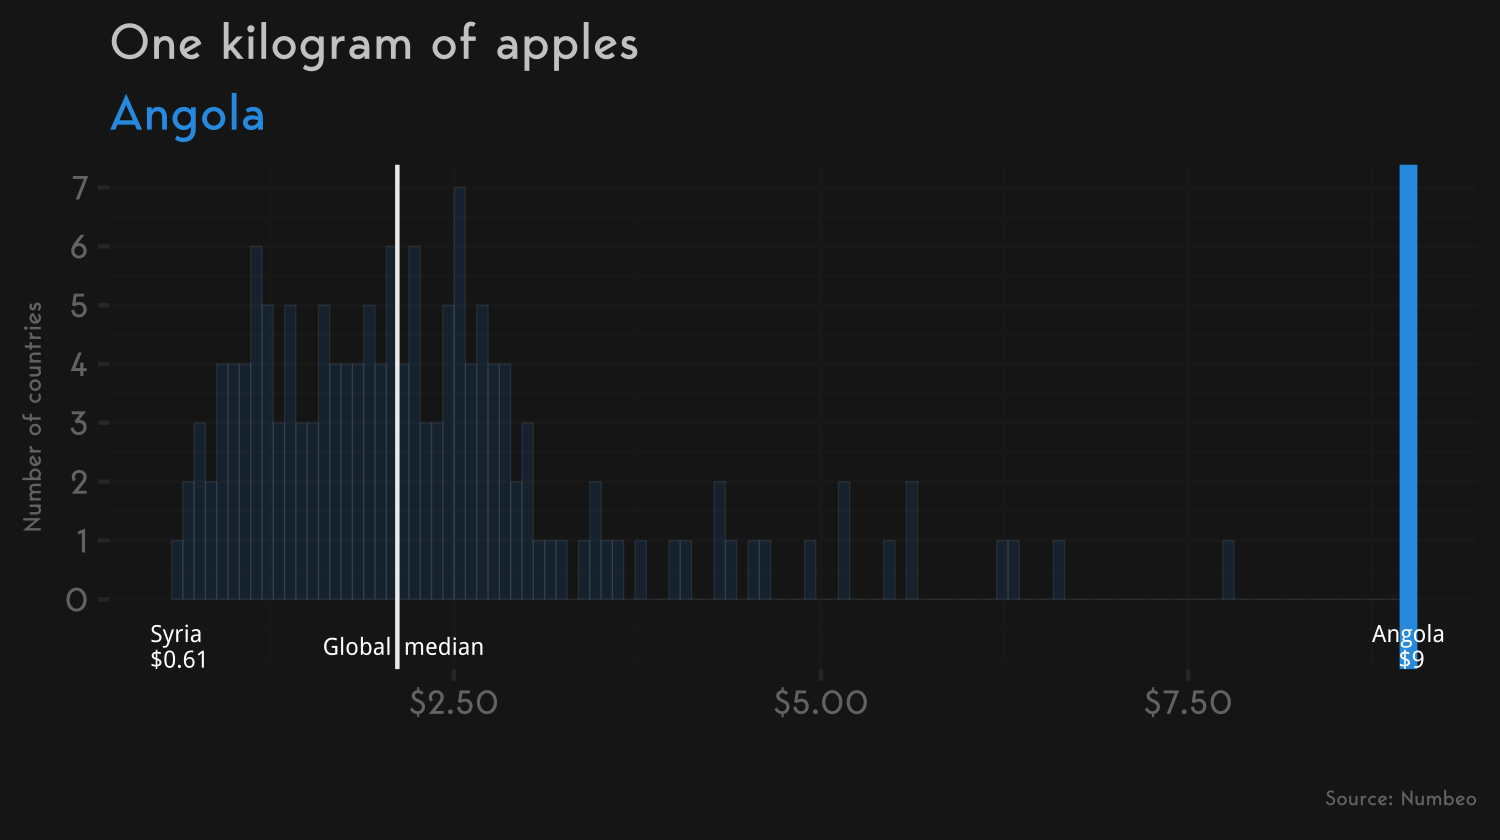 One kilogram of apples
Angola
Number of countries
7
6
5
4
3
2
1
0
Syria
$0.61
Global median
Angola
$9
$2.50
$5.00
$7.50
Source: Numbeo